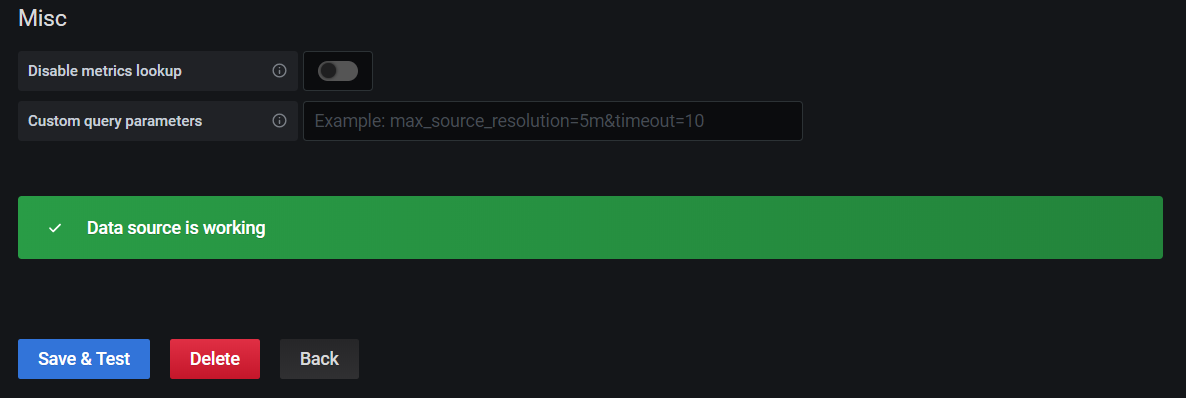 Misc
Disable metrics lookup
Custom query parameters Example: max_source_resolution=5m&timeout=10
Data source is working
Save & Test Delete Back